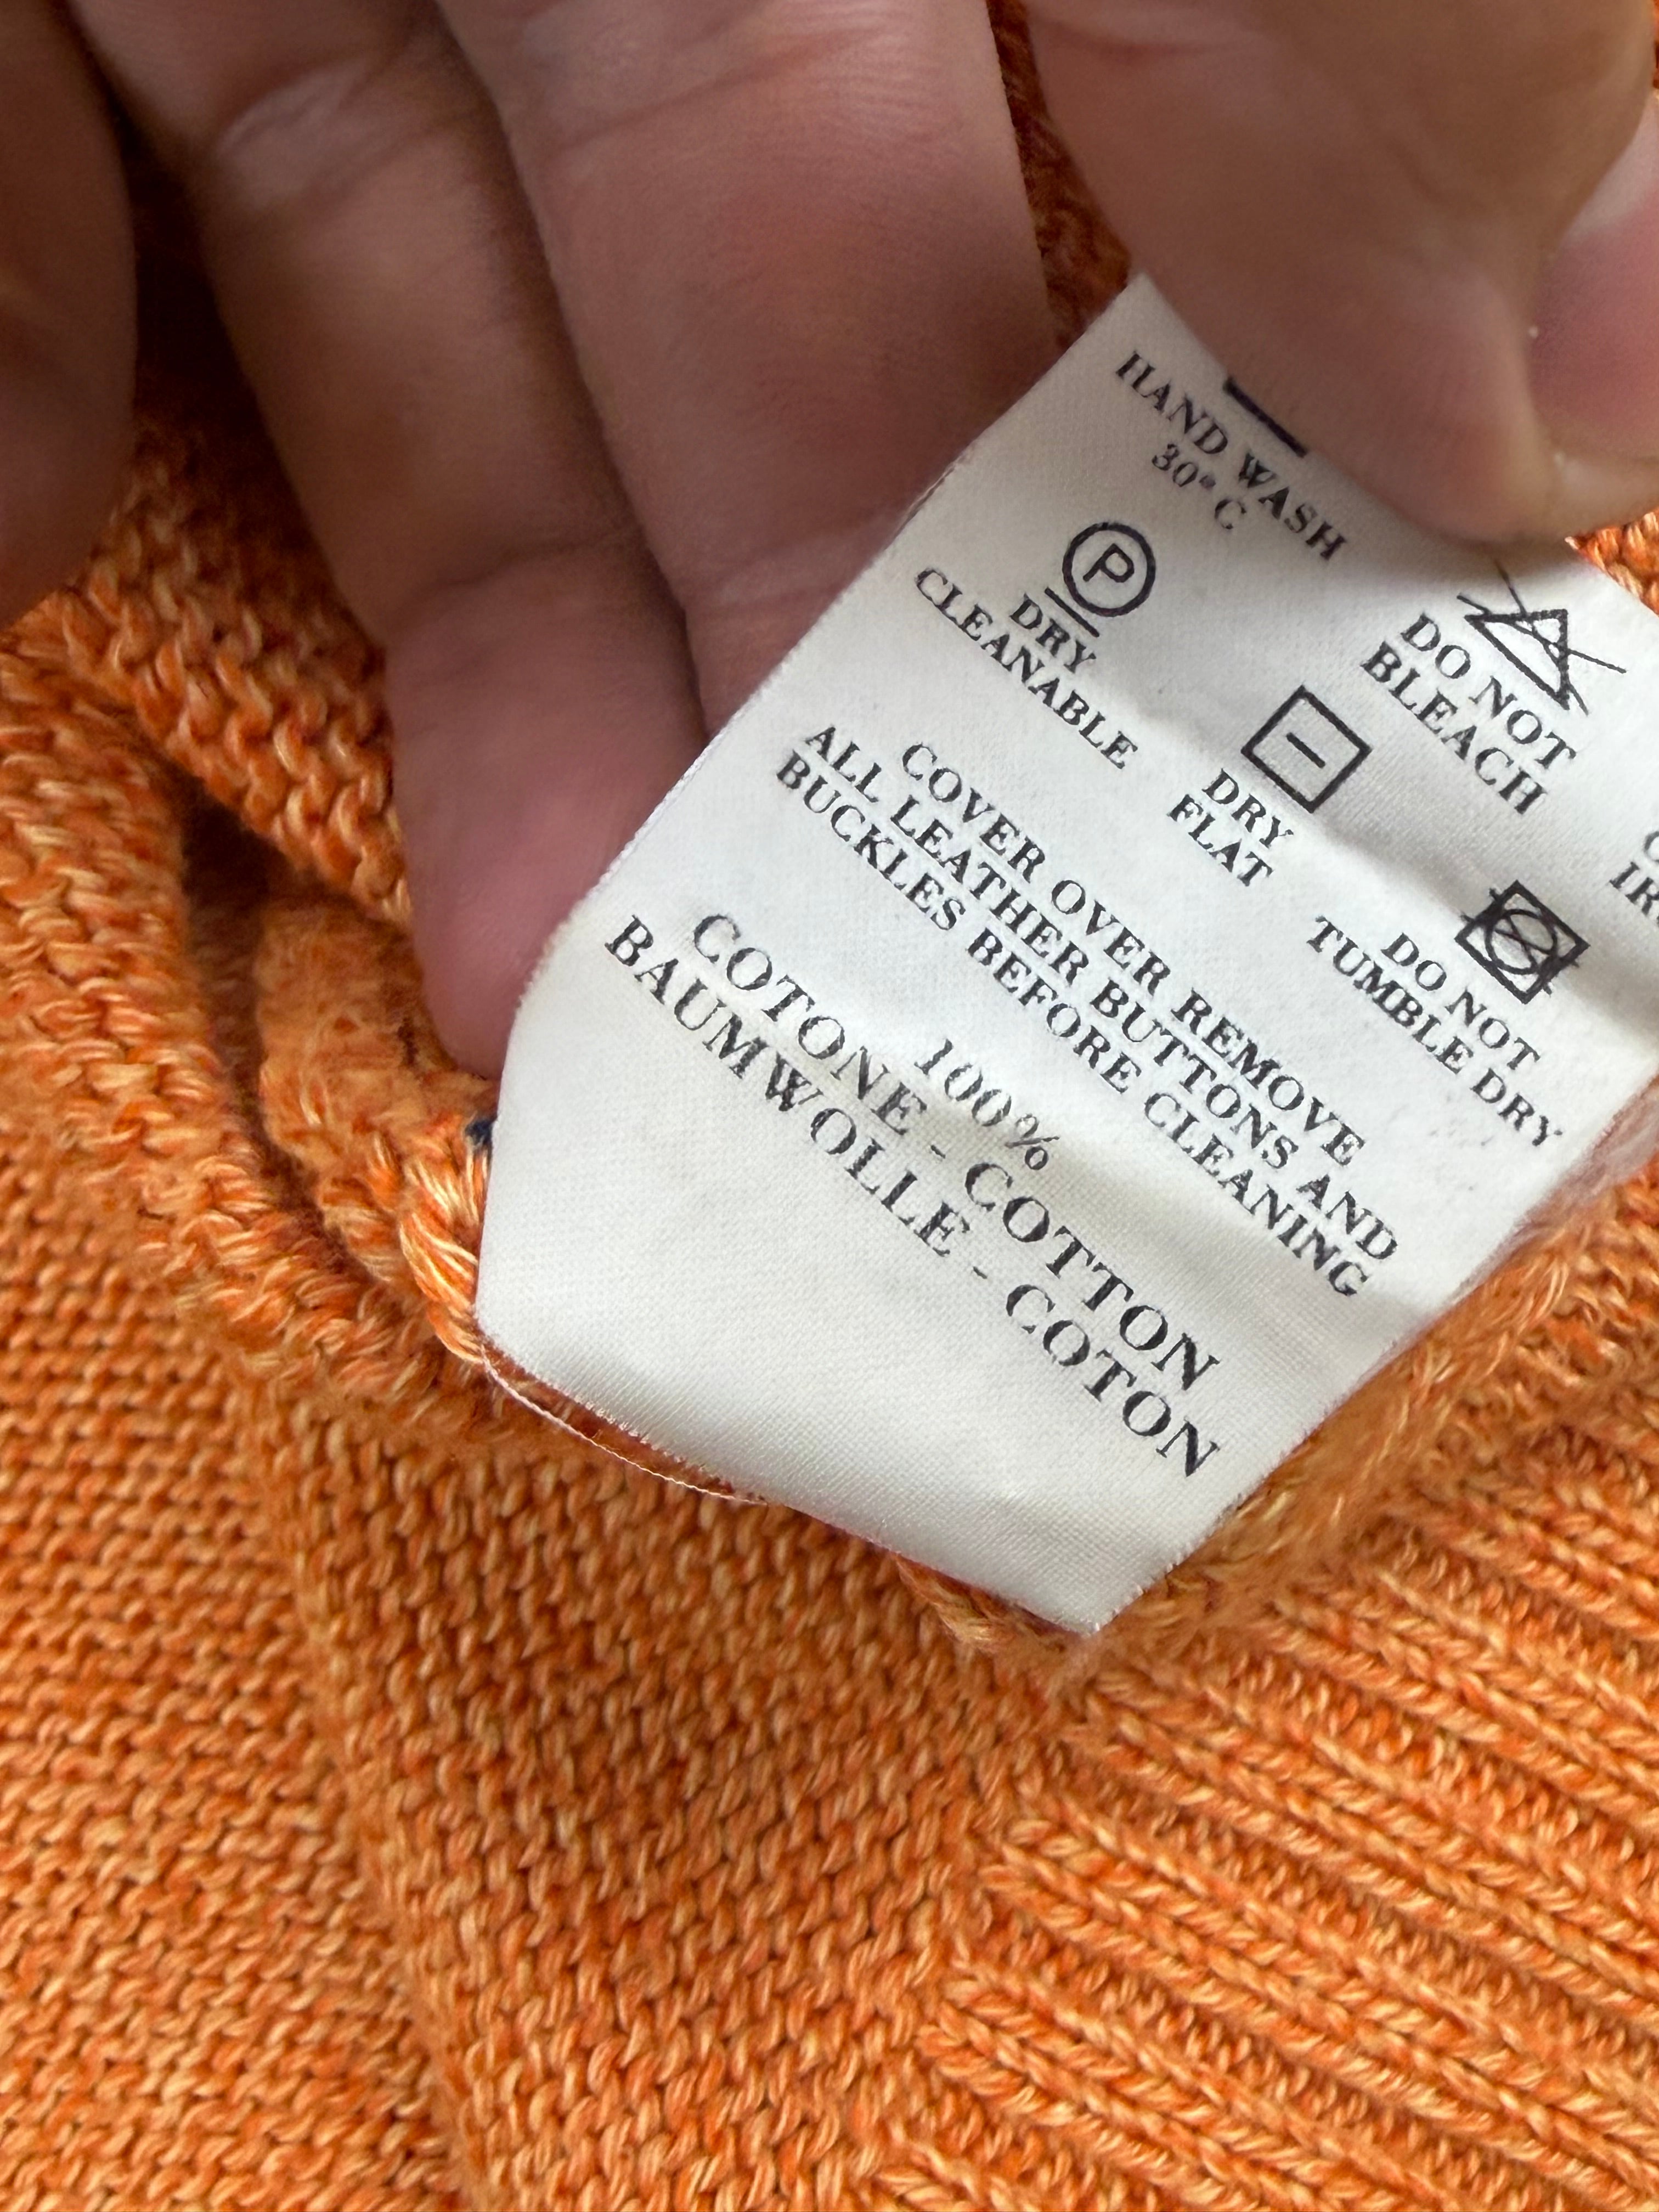 HAND WASH
30° C
DO NOT
BLEACH
P
DRY
CLEANABLE
DRY
FLAT
DO NOT
TUMBLE DRY
COVER OVER REMOVE
ALL LEATHER BUTTONS AND
BUCKLES BEFORE CLEANING
100%
COTONE - COTTON
BAUMWOLLE - COTON